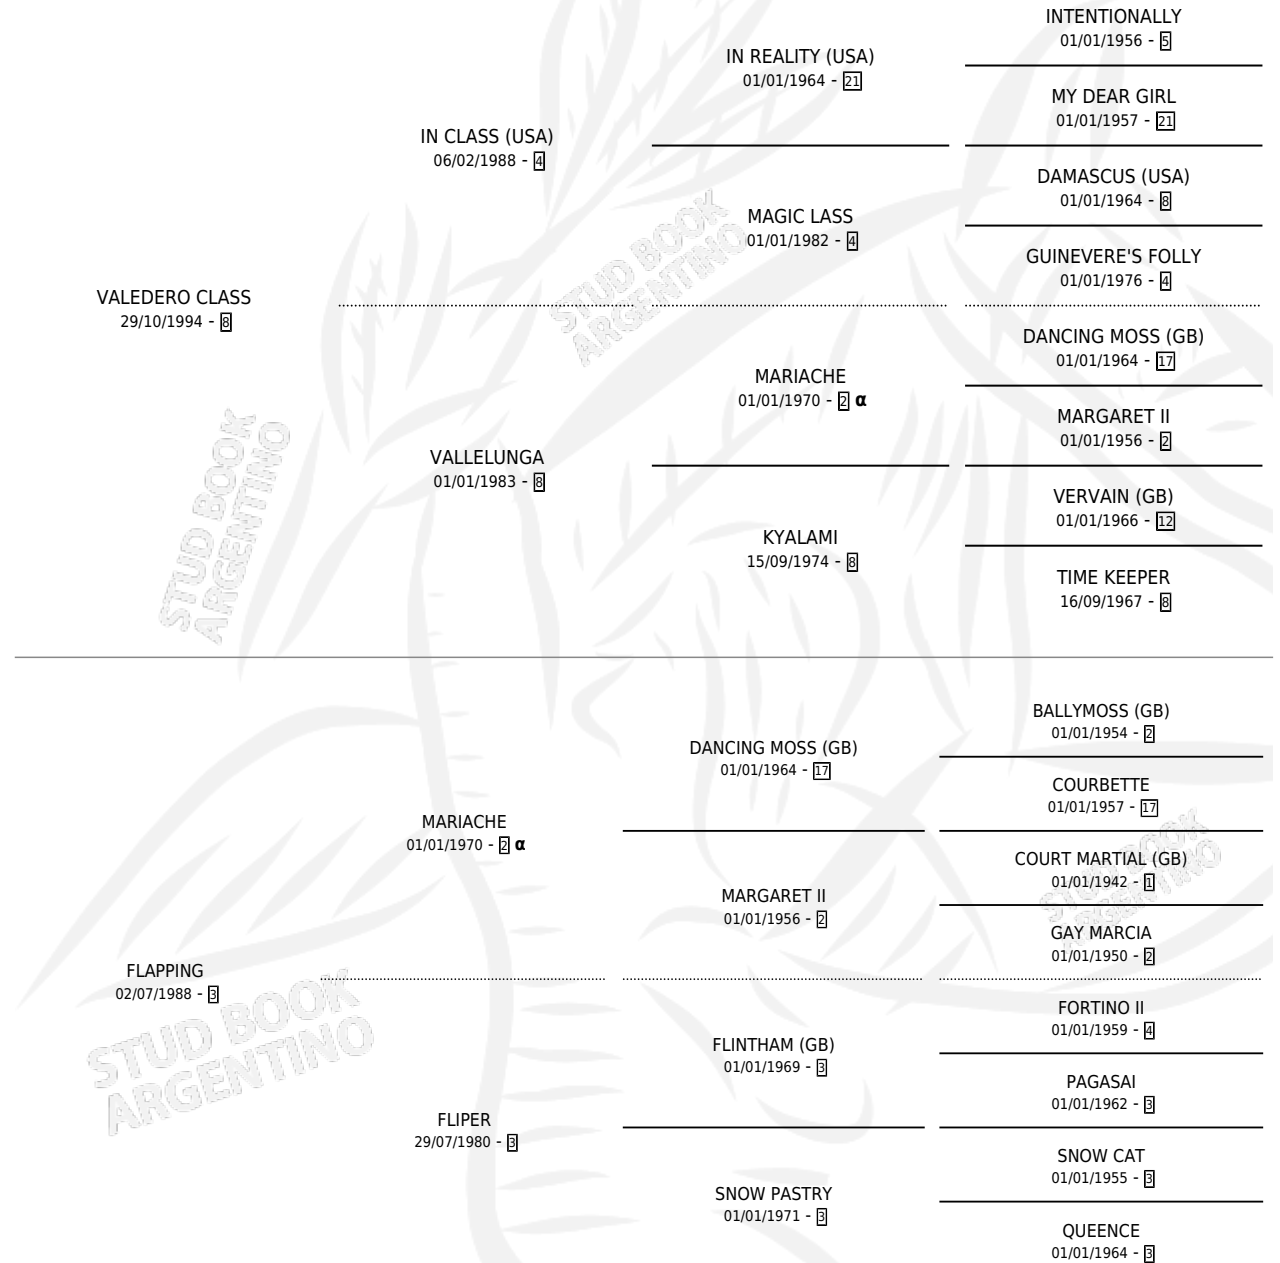 INTENTIONALLY
01/01/1956 - 5
IN REALITY (USA)
01/01/1964 - 21
MY DEAR GIRL
01/01/1957 - 21
IN CLASS (USA)
06/02/1988 - 4
DAMASCUS (USA)
01/01/1964 - 8
MAGIC LASS
01/01/1982 - 4
GUINEVERE'S FOLLY
01/01/1976 - 4
VALEDERO CLASS
29/10/1994 - 8
DANCING MOSS (GB)
01/01/1964 - 17
MARIACHE
01/01/1970 - 2 α
MARGARET II
01/01/1956 - 2
VALLELUNGA
01/01/1983 - 8
VERVAIN (GB)
01/01/1966 - 12
KYALAMI
15/09/1974 - 8
TIME KEEPER
16/09/1967 - 8
STUD BOOK
ARGENTINO
STUD BOOK
ARGENTINO
BALLYMOSS (GB)
01/01/1954 - 2
DANCING MOSS (GB)
01/01/1964 - 17
COURBETTE
01/01/1957 - 17
MARIACHE
01/01/1970 - 2 α
COURT MARTIAL (GB)
01/01/1942 - 1
MARGARET II
01/01/1956 - 2
GAY MARCIA
01/01/1950 - 2
FLAPPING
02/07/1988 - 3
FORTINO II
01/01/1959 - 4
FLINTHAM (GB)
01/01/1969 - 3
PAGASAI
01/01/1962 - 3
FLIPER
29/07/1980 - 3
SNOW CAT
01/01/1955 - 3
SNOW PASTRY
01/01/1971 - 3
QUEENCE
01/01/1964 - 3
STUD BOOK
ARGENTINO
STUD BOOK
ARGENTINO